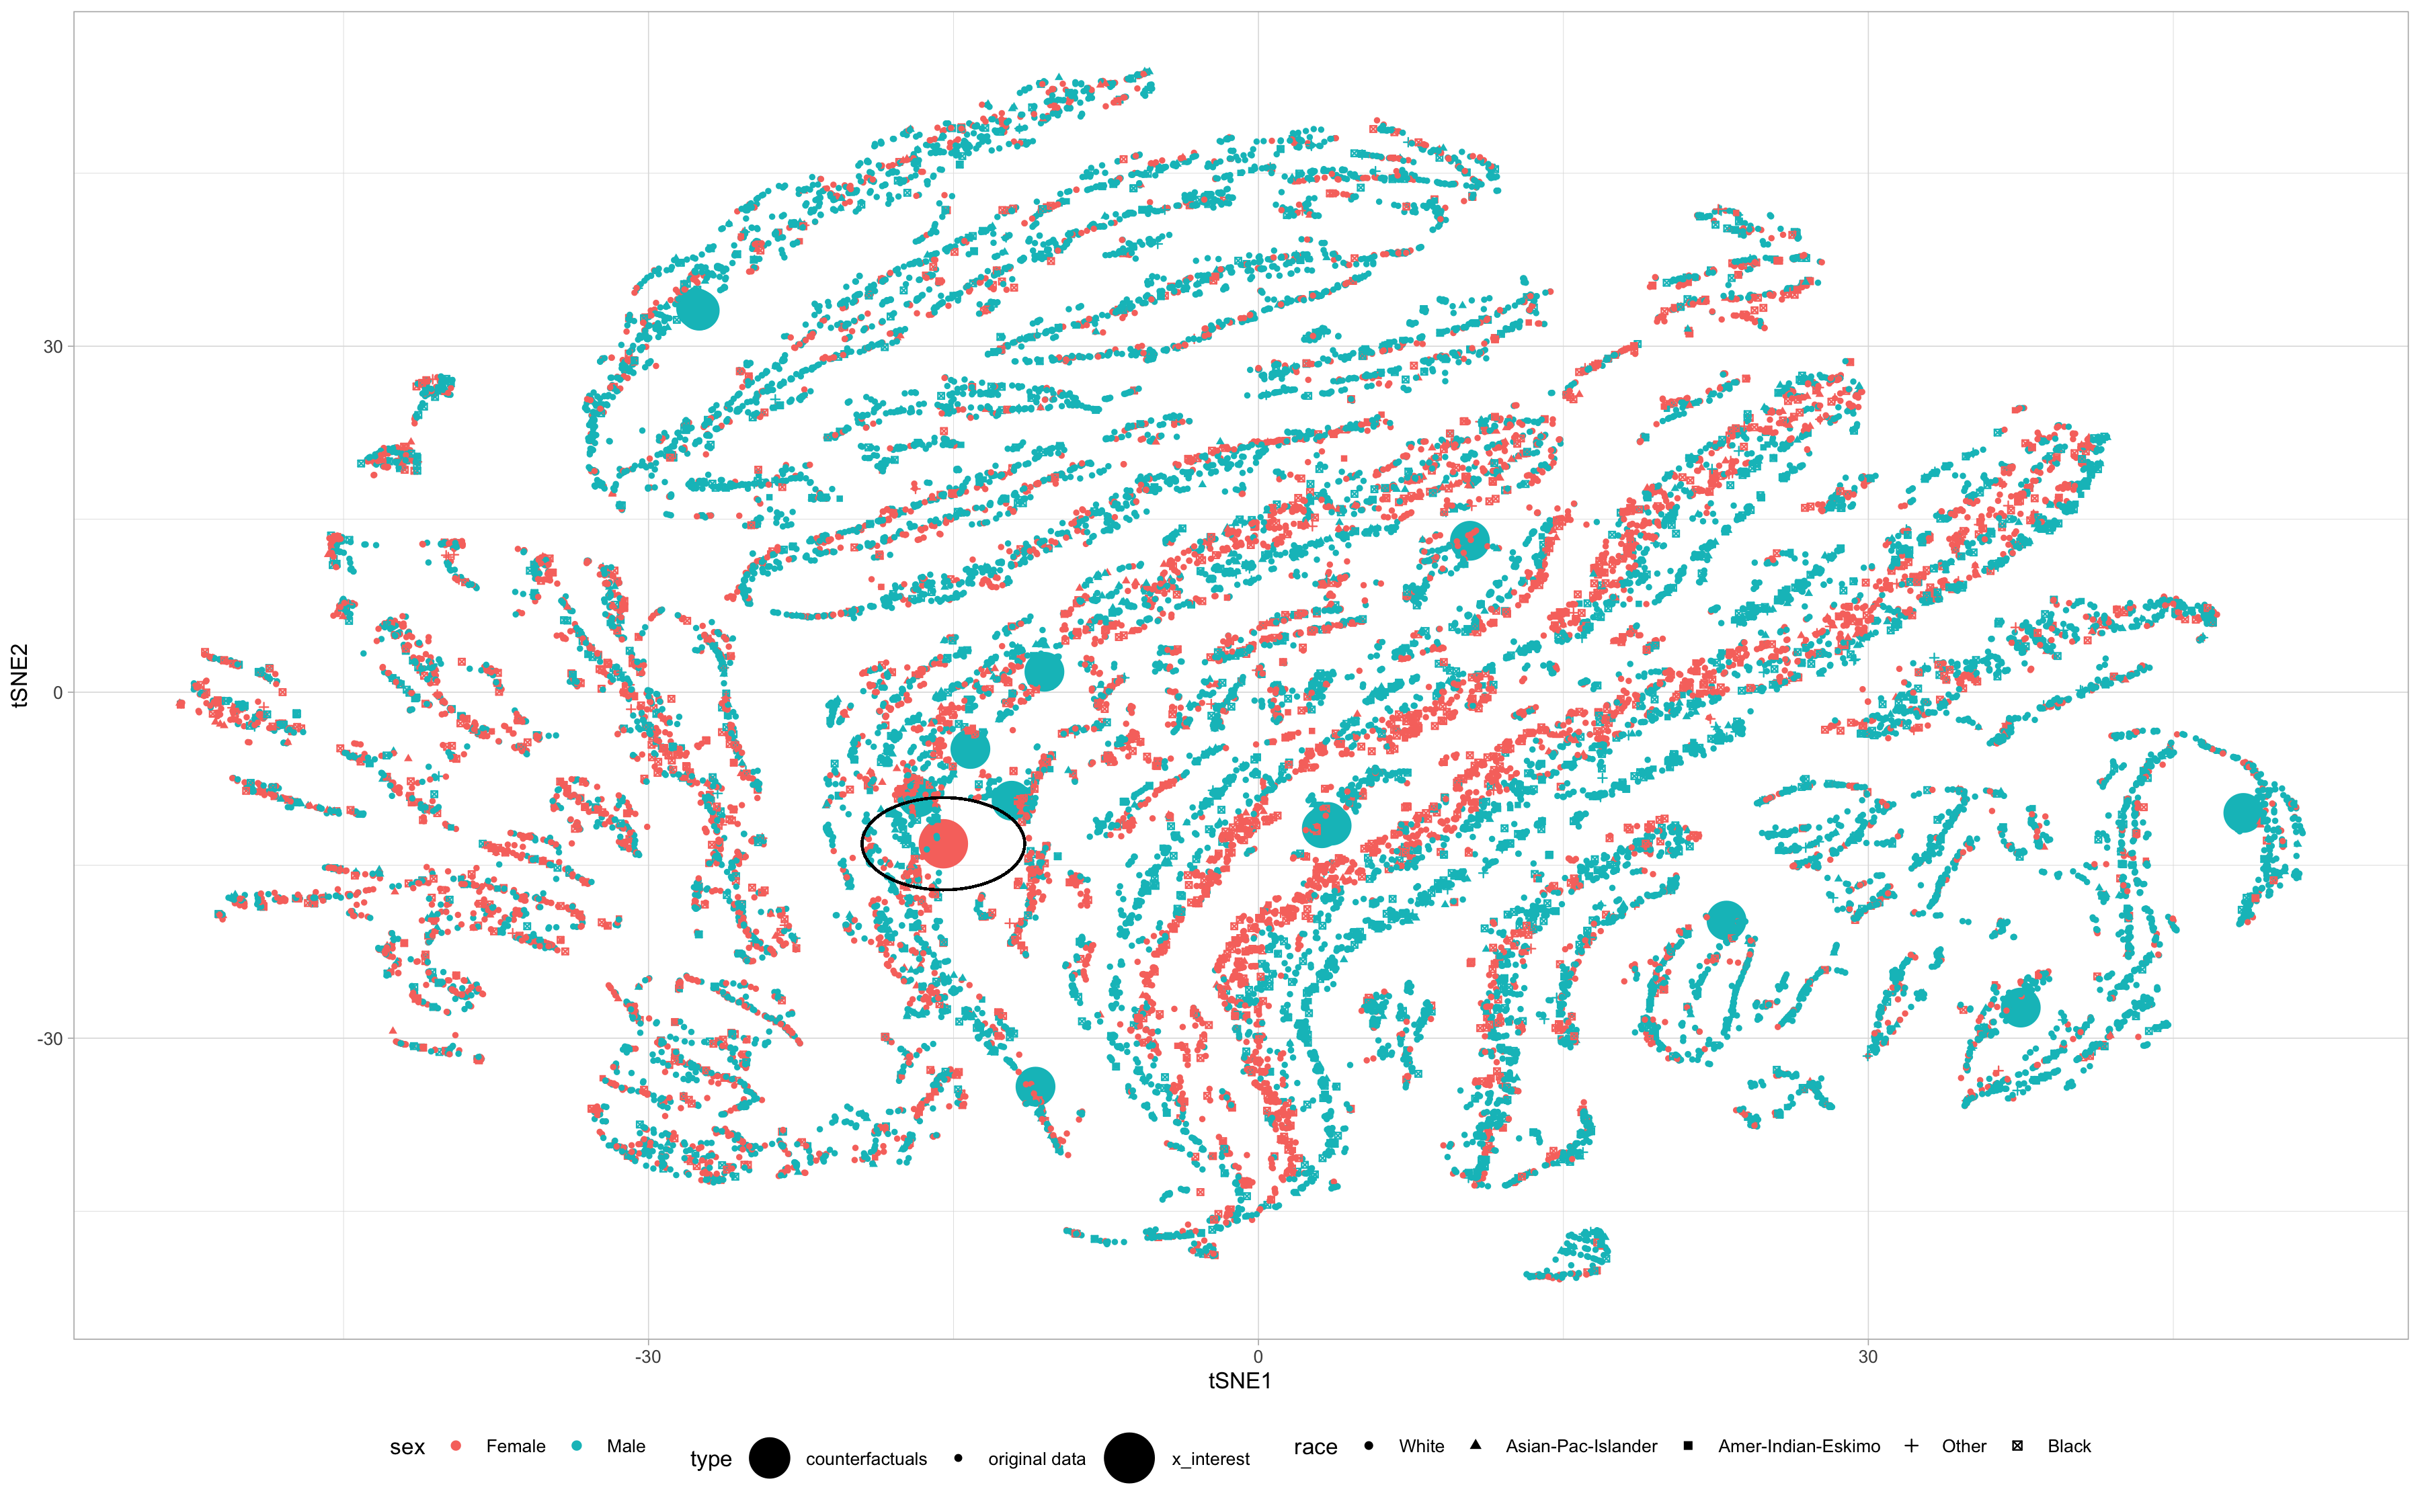 tSNE2
30
0
-30
-30 0 30
tSNE1
sex Female Male type counterfactuals original data x_interest race White Asian-Pac-Islander Amer-Indian-Eskimo Other Black